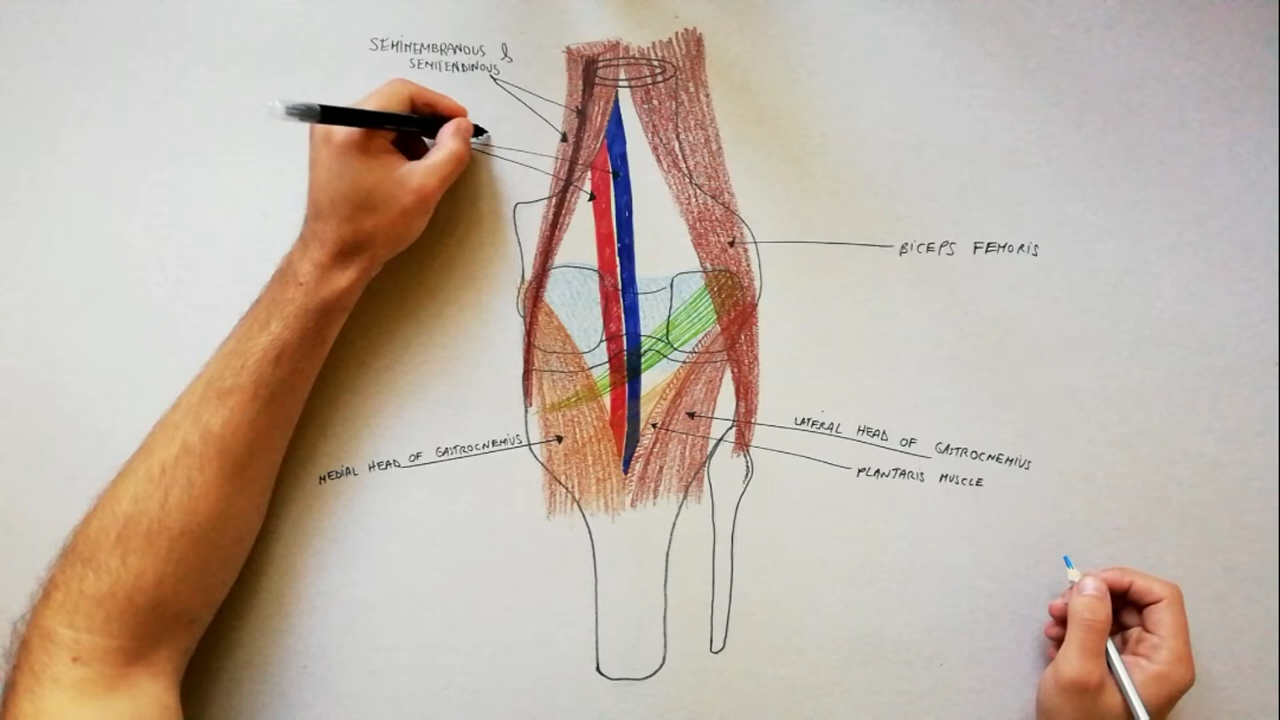 SEMIMEMBRANOUS &
SEMITENDINOUS
BICEPS FEMORIS
LATERAL HEAD OF GASTROCNEMIUS
MEDIAL HEAD OF GASTROCNEMIUS
PLANTARIS MUSCLE